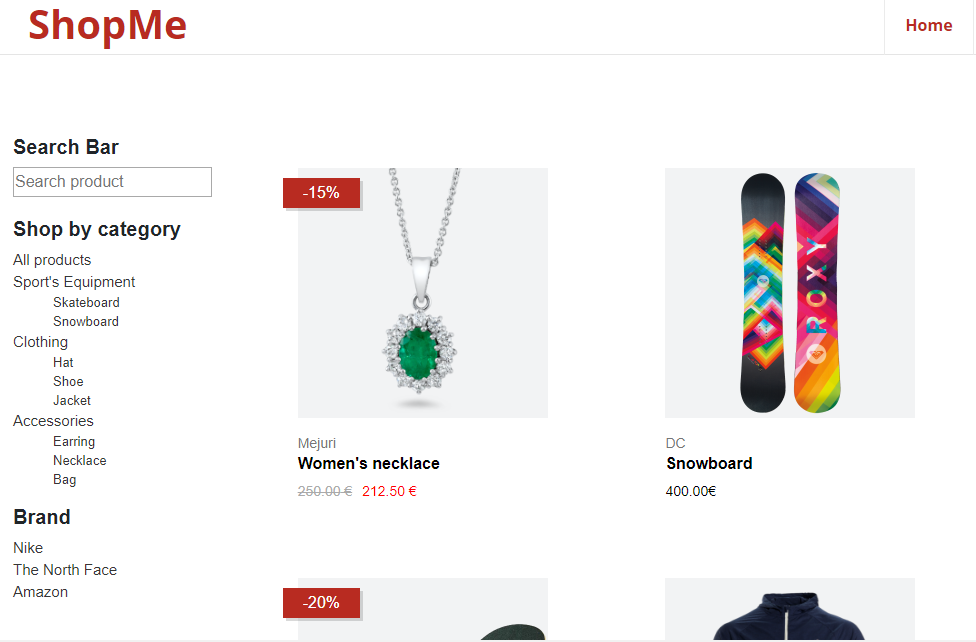 ShopMe
Home
Search Bar
Search product
Shop by category
All products
Sport's Equipment
Skateboard
Snowboard
Clothing
Hat
Shoe
Jacket
Accessories
Earring
Necklace
Bag
Brand
Nike
The North Face
Amazon
-15%
Mejuri
Women's necklace
250.00 € 212.50 €
ROXY
DC
Snowboard
400.00€
-20%